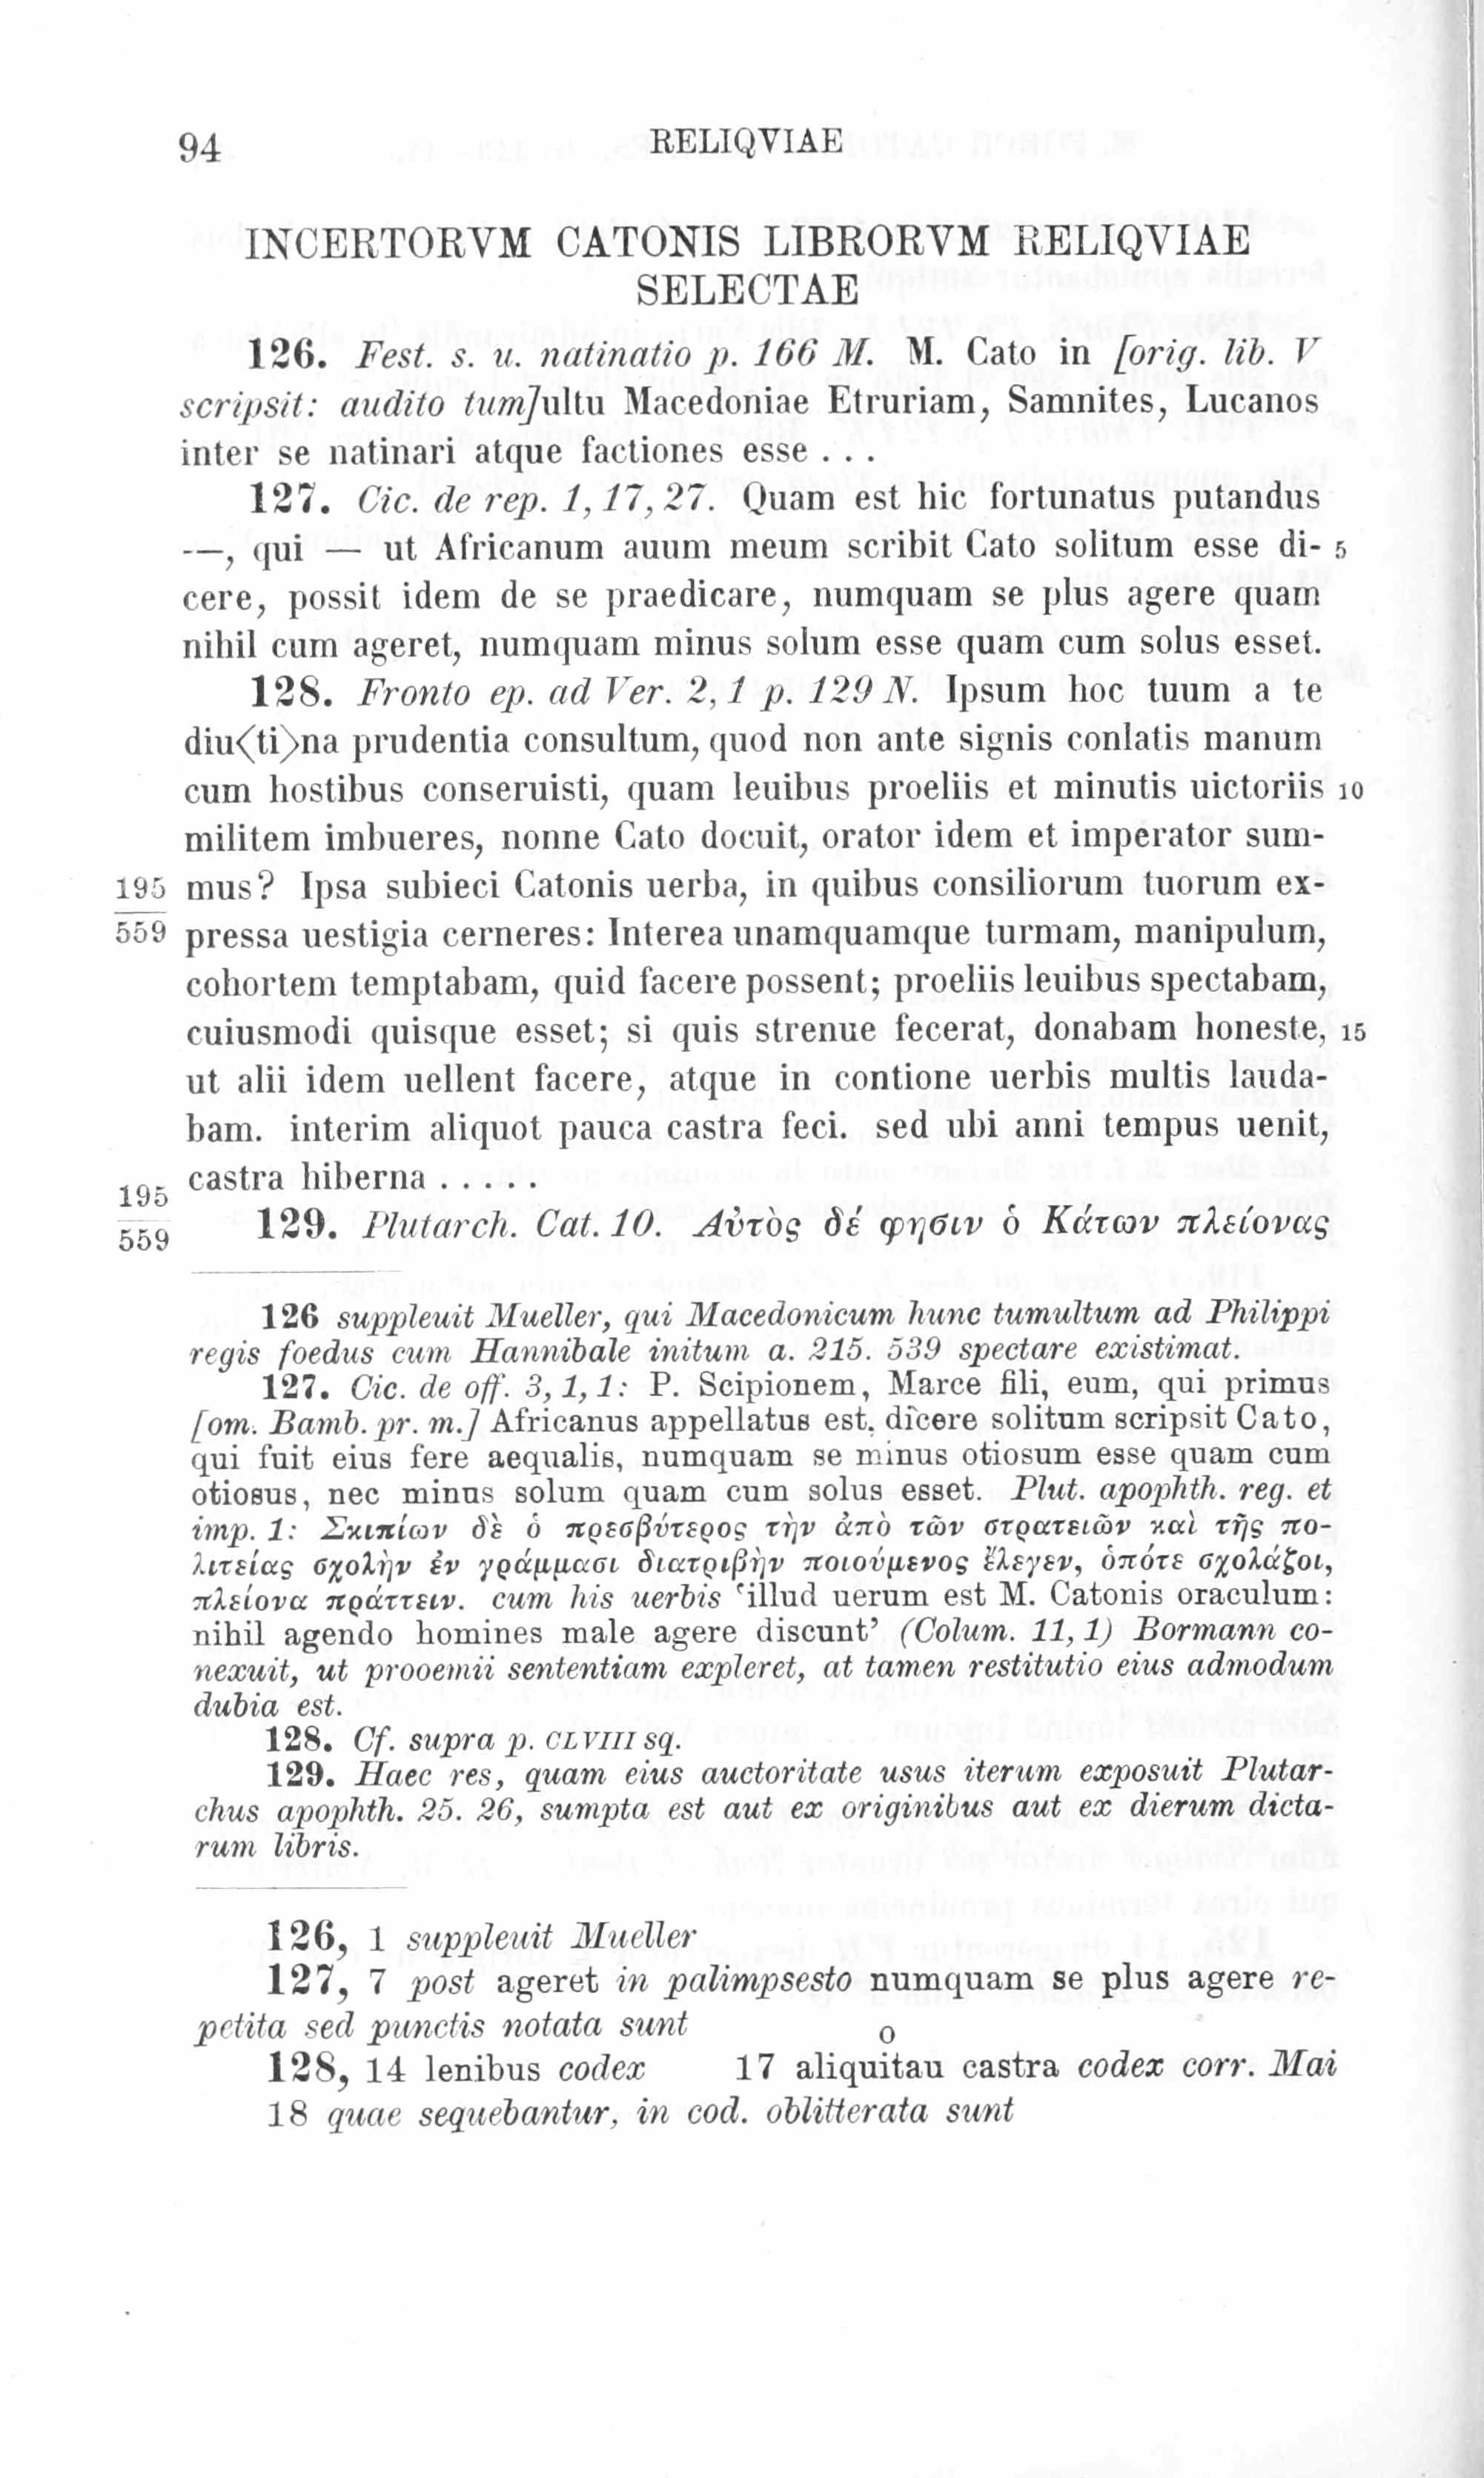 94 RELIQVIAE
INCERTORVM CATONIS LIBRORVM RELIQVIAE
SELECTAE
126. Fest. s. u. natinatio p. 166 M. M. Cato in [orig. lib. V
scripsit: audito tum]ultu Macedoniae Etruriam, Samnites, Lucanos
inter se natinari atque factiones esse . . .
127. Cic. de rep. 1, 17, 27. Quam est hic fortunatus putandus
——, qui — ut Africanum auum meum scribit Cato solitum esse di- 5
cere, possit idem de se praedicare, numquam se plus agere quam
nihil cum ageret, numquam minus solum esse quam cum solus esset.
128. Fronto ep. ad Ver. 2, 1 p. 129 N. Ipsum hoc tuum a te
diu<ti>na prudentia consultum, quod non ante signis conlatis manum
cum hostibus conseruisti, quam leuibus proeliis et minutis uictoriis 10
militem imbueres, nonne Cato docuit, orator idem et imperator sum-
195 mus? Ipsa subieci Catonis uerba, in quibus consiliorum tuorum ex-
559 pressa uestigia cerneres: Interea unamquamque turmam, manipulum,
cohortem temptabam, quid facere possent; proeliis leuibus spectabam,
cuiusmodi quisque esset; si quis strenue fecerat, donabam honeste, 15
ut alii idem uellent facere, atque in contione uerbis multis lauda-
bam. interim aliquot pauca castra feci. sed ubi anni tempus uenit,
195 castra hiberna . . . . .
559 129. Plutarch. Cat. 10. Αὐτὸς δέ φησιν ὁ Κάτων πλείονας
126 suppleuit Mueller, qui Macedonicum hunc tumultum ad Philippi
regis foedus cum Hannibale initum a. 215. 539 spectare existimat.
127. Cic. de off. 3, 1, 1: P. Scipionem, Marce fili, eum, qui primus
[om. Bamb. pr. m.] Africanus appellatus est, dicere solitum scripsit Cato,
qui fuit eius fere aequalis, numquam se minus otiosum esse quam cum
otiosus, nec minus solum quam cum solus esset. Plut. apophth. reg. et
imp. 1: Σκιπίων δὲ ὁ πρεσβύτερος τὴν ἀπὸ τῶν στρατειῶν καὶ τῆς πο-
λιτείας σχολὴν ἐν γράμμασι διατριβὴν ποιούμενος ἔλεγεν, ὁπότε σχολάζοι,
πλείονα πράττειν. cum his uerbis ‘illud uerum est M. Catonis oraculum:
nihil agendo homines male agere discunt’ (Colum. 11, 1) Bormann co-
nexuit, ut prooemii sententiam expleret, at tamen restitutio eius admodum
dubia est.
128. Cf. supra p. CLVIII sq.
129. Haec res, quam eius auctoritate usus iterum exposuit Plutar-
chus apophth. 25. 26, sumpta est aut ex originibus aut ex dierum dicta-
rum libris.
126, 1 suppleuit Mueller
127, 7 post ageret in palimpsesto numquam se plus agere re-
petita sed punctis notata sunt
o
128, 14 lenibus codex 17 aliquitau castra codex corr. Mai
18 quae sequebantur, in cod. oblitterata sunt